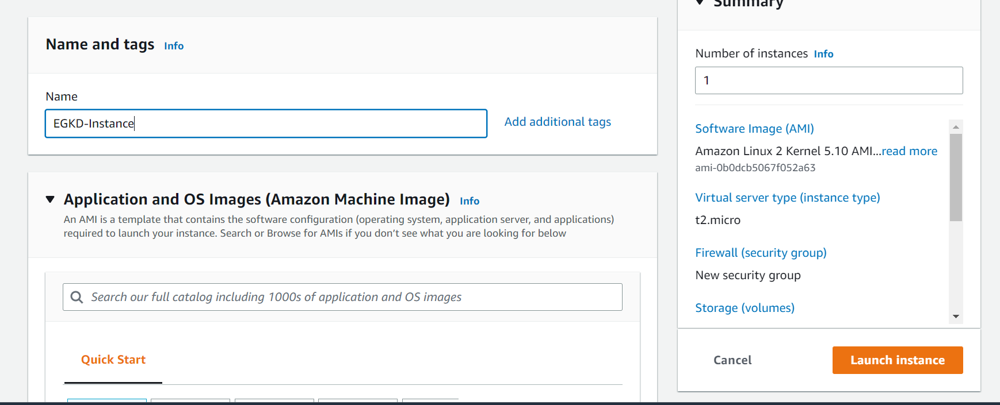 Name and tags Info
Name
EGKD-Instance
Add additional tags
Application and OS Images (Amazon Machine Image) Info
An AMI is a template that contains the software configuration (operating system, application server, and applications)
required to launch your instance. Search or Browse for AMIs if you don’t see what you are looking for below
Search our full catalog including 1000s of application and OS images
Quick Start
Summary
Number of instances Info
1
Software Image (AMI)
Amazon Linux 2 Kernel 5.10 AMI...read more
ami-0b0dcb5067f052a63
Virtual server type (instance type)
t2.micro
Firewall (security group)
New security group
Storage (volumes)
Cancel
Launch instance